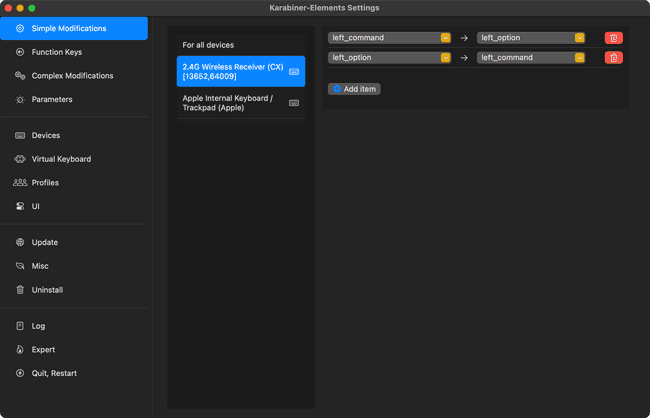 Karabiner-Elements Settings
Simple Modifications
Function Keys
Complex Modifications
Parameters
Devices
Virtual Keyboard
Profiles
UI
Update
Misc
Uninstall
Log
Expert
Quit, Restart
For all devices
2.4G Wireless Receiver (CX)
[13652,64009]
Apple Internal Keyboard /
Trackpad (Apple)
left_command → left_option
left_option → left_command
Add item